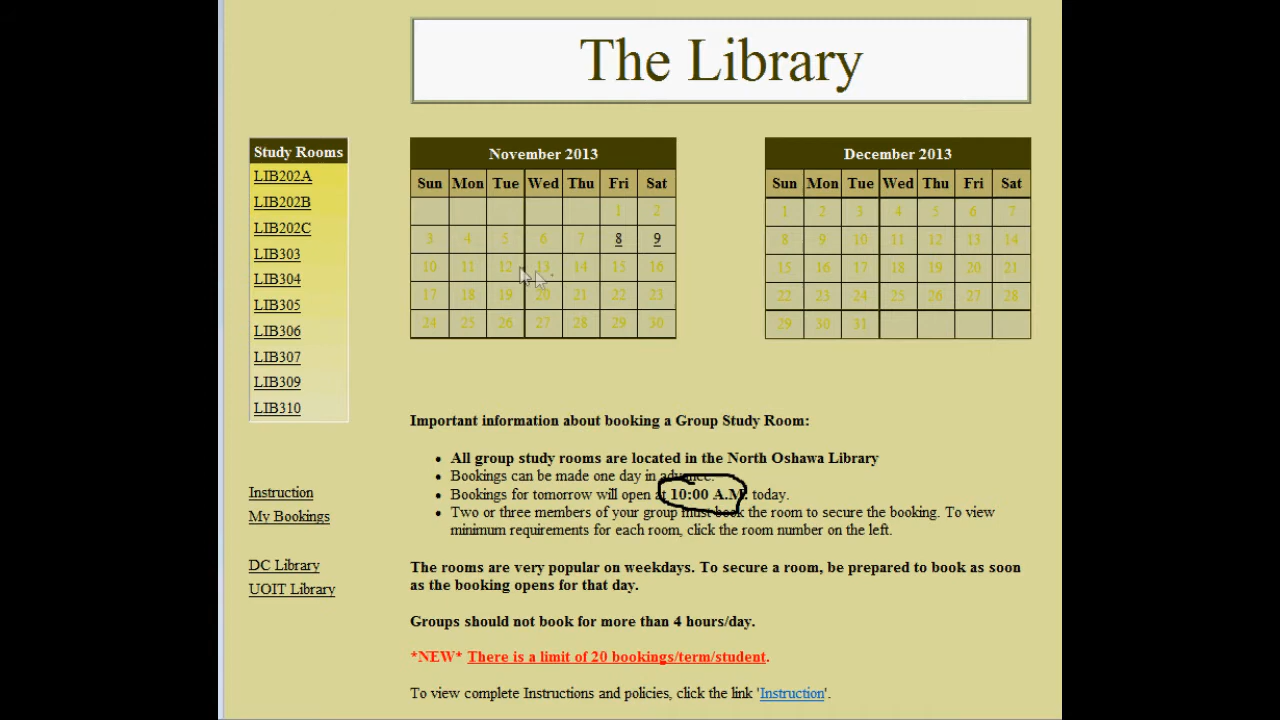 The Library
Study Rooms
LIB202A
LIB202B
LIB202C
LIB303
LIB304
LIB305
LIB306
LIB307
LIB309
LIB310
Instruction
My Bookings
DC Library
UOIT Library
November 2013
Sun Mon Tue Wed Thu Fri Sat
1 2
3 4 5 6 7 8 9
10 11 12 13 14 15 16
17 18 19 20 21 22 23
24 25 26 27 28 29 30
December 2013
Sun Mon Tue Wed Thu Fri Sat
1 2 3 4 5 6 7
8 9 10 11 12 13 14
15 16 17 18 19 20 21
22 23 24 25 26 27 28
29 30 31
Important information about booking a Group Study Room:
• All group study rooms are located in the North Oshawa Library
• Bookings can be made one day in advance.
• Bookings for tomorrow will open at 10:00 A.M. today.
• Two or three members of your group must book the room to secure the booking. To view
minimum requirements for each room, click the room number on the left.
The rooms are very popular on weekdays. To secure a room, be prepared to book as soon
as the booking opens for that day.
Groups should not book for more than 4 hours/day.
*NEW* There is a limit of 20 bookings/term/student.
To view complete Instructions and policies, click the link 'Instruction'.